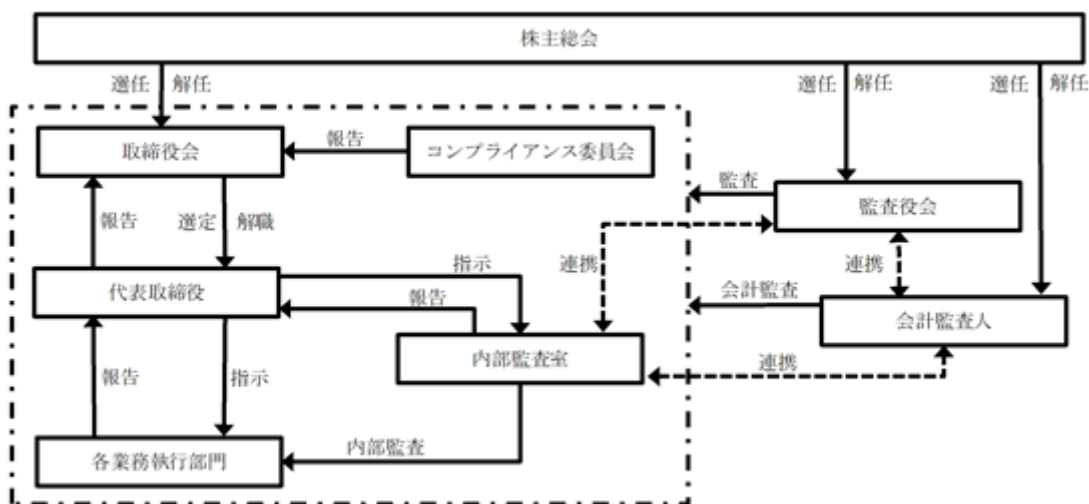 株主総会
選任 解任
選任 解任
選任 解任
取締役会
報告
コンプライアンス委員会
監査
監査役会
報告
選定 解職
連携
連携
指示
代表取締役
報告
会計監査
会計監査人
内部監査室
連携
報告
指示
内部監査
各業務執行部門